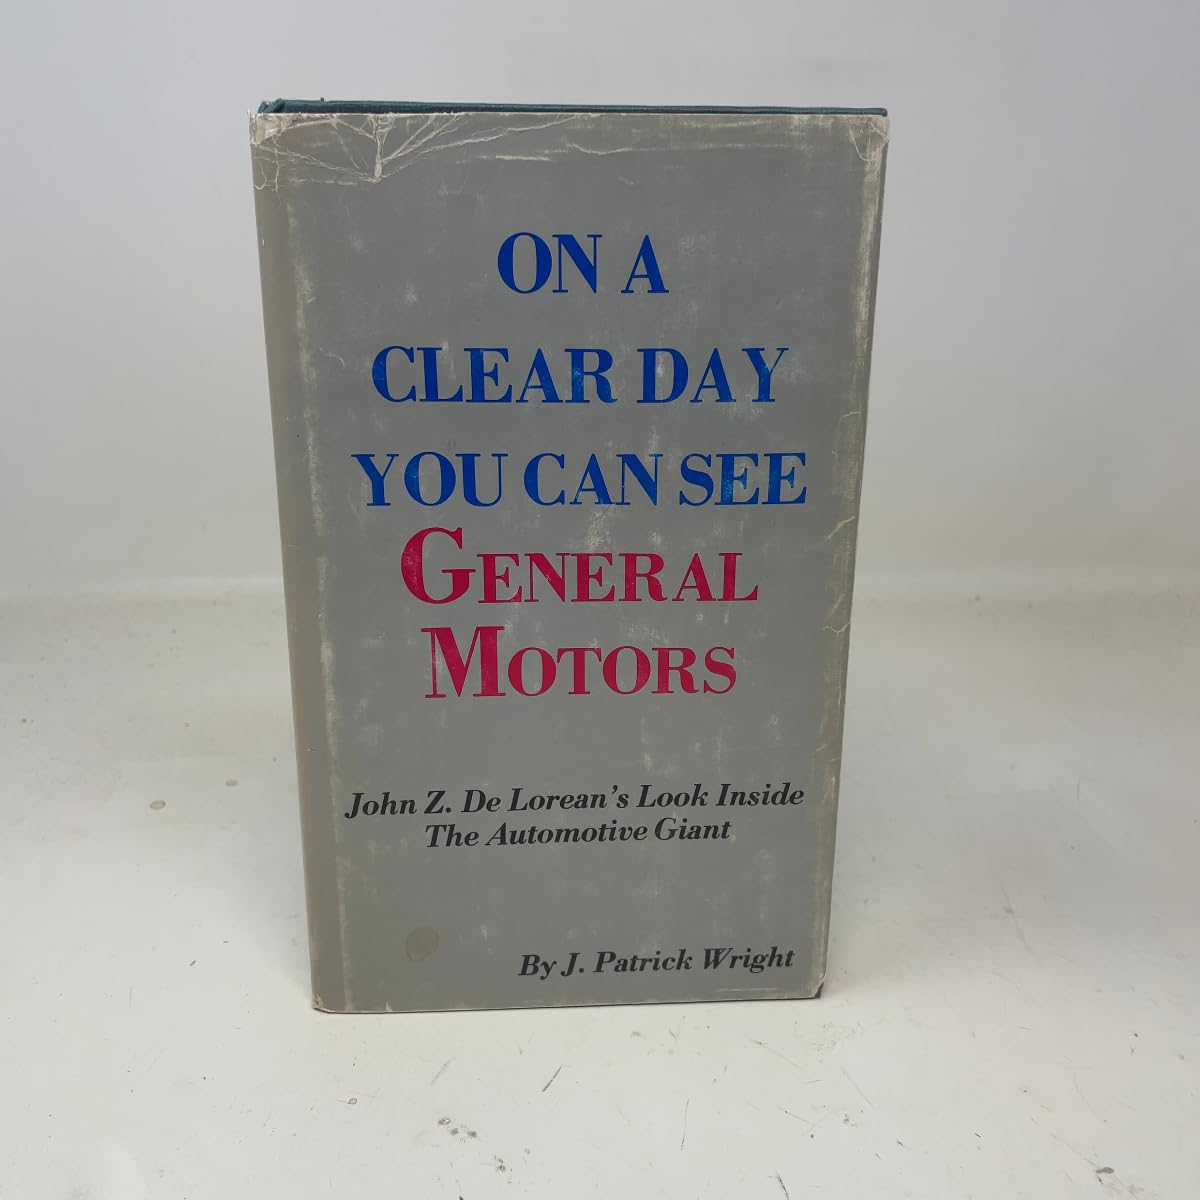 ON A
CLEAR DAY
YOU CAN SEE
GENERAL
MOTORS
John Z. De Lorean's Look Inside
The Automotive Giant
By J. Patrick Wright